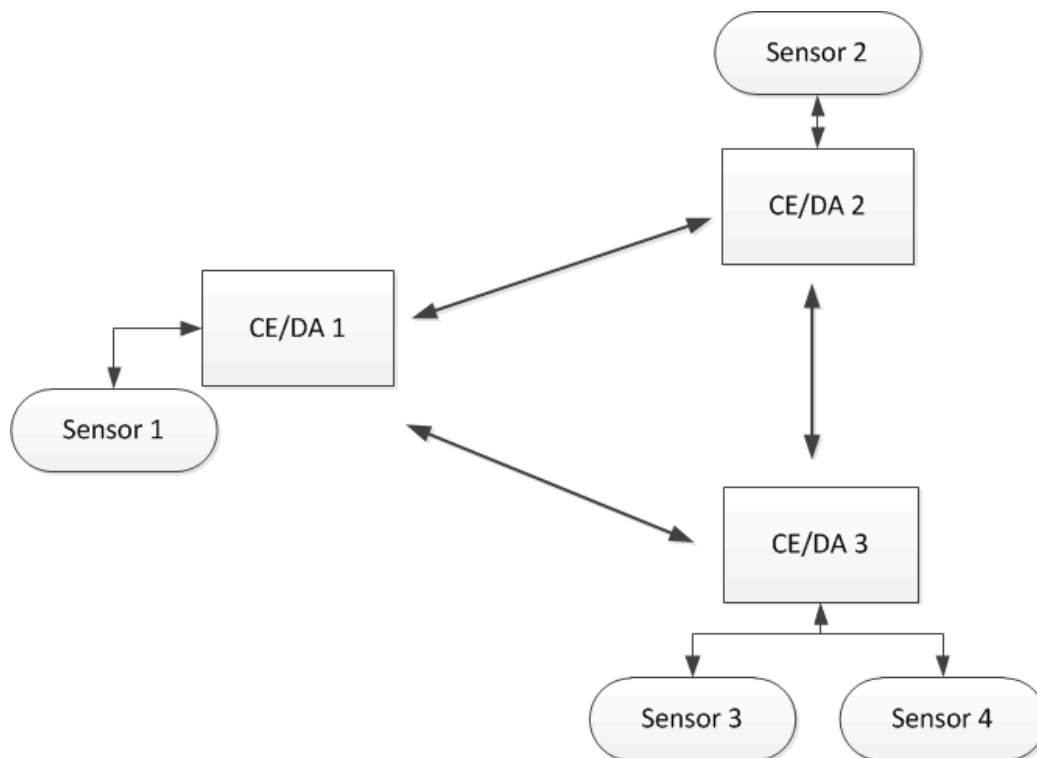 Sensor 2
CE/DA 2
CE/DA 1
Sensor 1
CE/DA 3
Sensor 3
Sensor 4